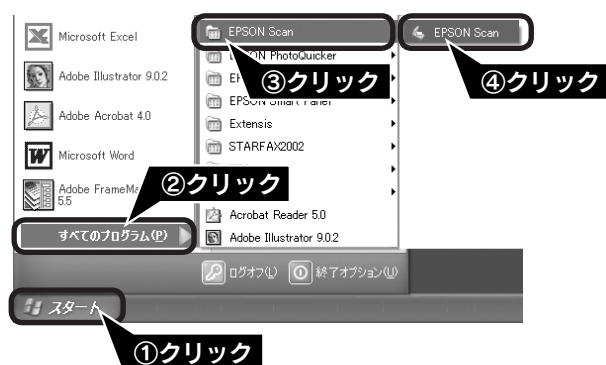 Microsoft Excel
Adobe Illustrator 9.0.2
Adobe Acrobat 4.0
Microsoft Word
Adobe FrameMa
5.5
すべてのプログラム(P)
②クリック
EPSON Scan
EPSON PhotoQuicker
③クリック
EPSON Smart Panel
Extensis
STARFAX2002
Acrobat Reader 5.0
Adobe Illustrator 9.0.2
EPSON Scan
④クリック
ログオフ(L)
終了オプション(U)
スタート
①クリック